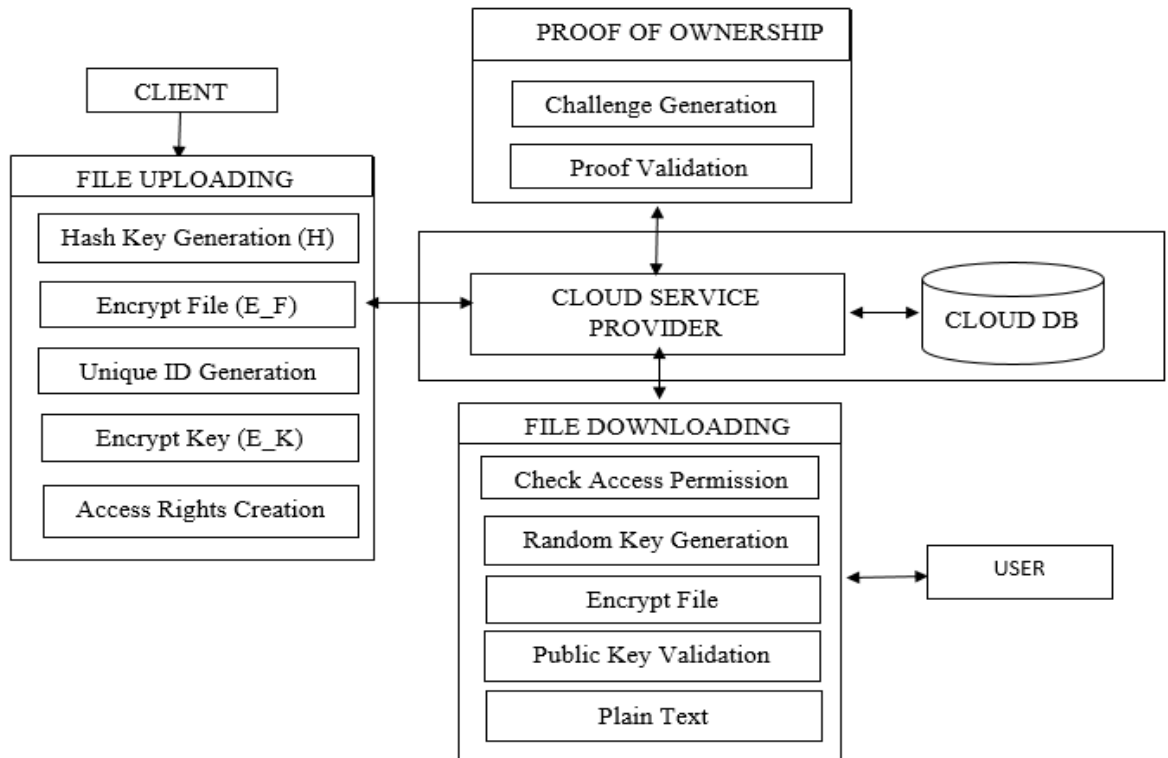 PROOF OF OWNERSHIP
Challenge Generation
Proof Validation
CLIENT
FILE UPLOADING
Hash Key Generation (H)
Encrypt File (E_F)
Unique ID Generation
Encrypt Key (E_K)
Access Rights Creation
CLOUD SERVICE
PROVIDER
CLOUD DB
FILE DOWNLOADING
Check Access Permission
Random Key Generation
Encrypt File
Public Key Validation
Plain Text
USER